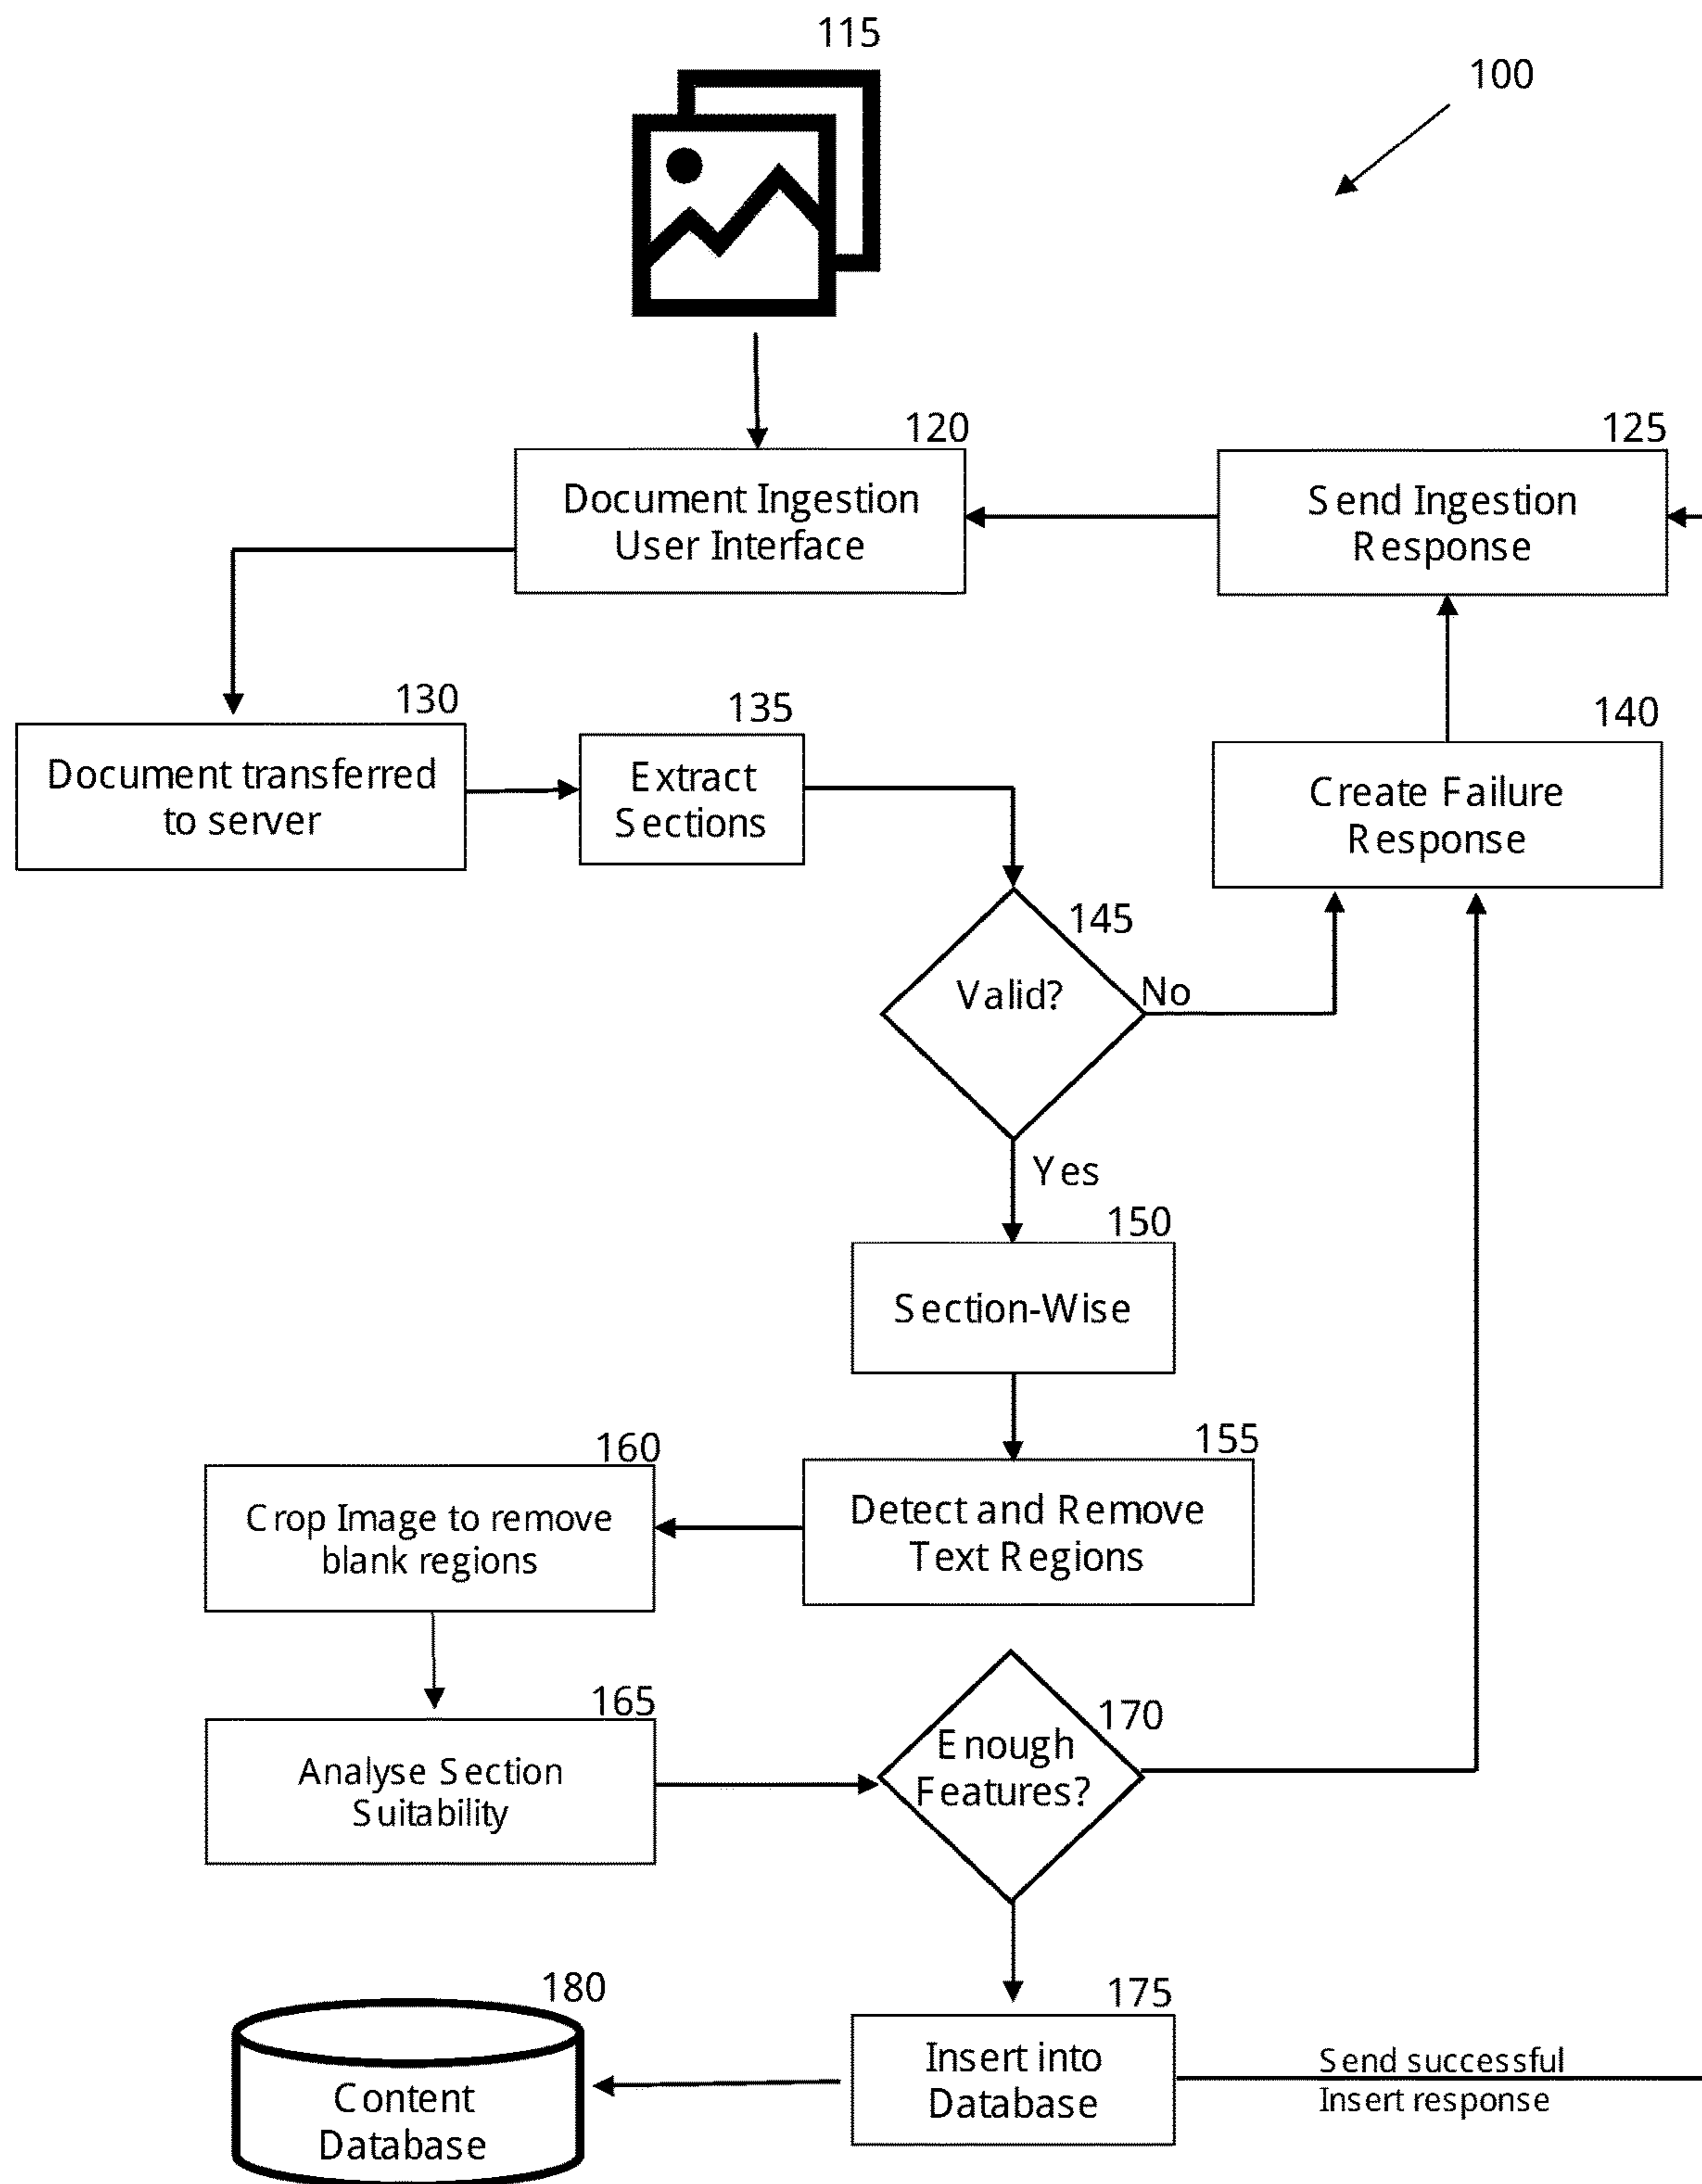 115
100
120
Document Ingestion
User Interface
125
Send Ingestion
Response
130
Document transferred
to server
135
Extract
Sections
140
Create Failure
Response
145
Valid?
No
Yes
150
Section-Wise
155
Detect and Remove
Text Regions
160
Crop Image to remove
blank regions
165
Analyse Section
Suitability
170
Enough
Features?
175
Insert into
Database
180
Content
Database
Send successful
Insert response